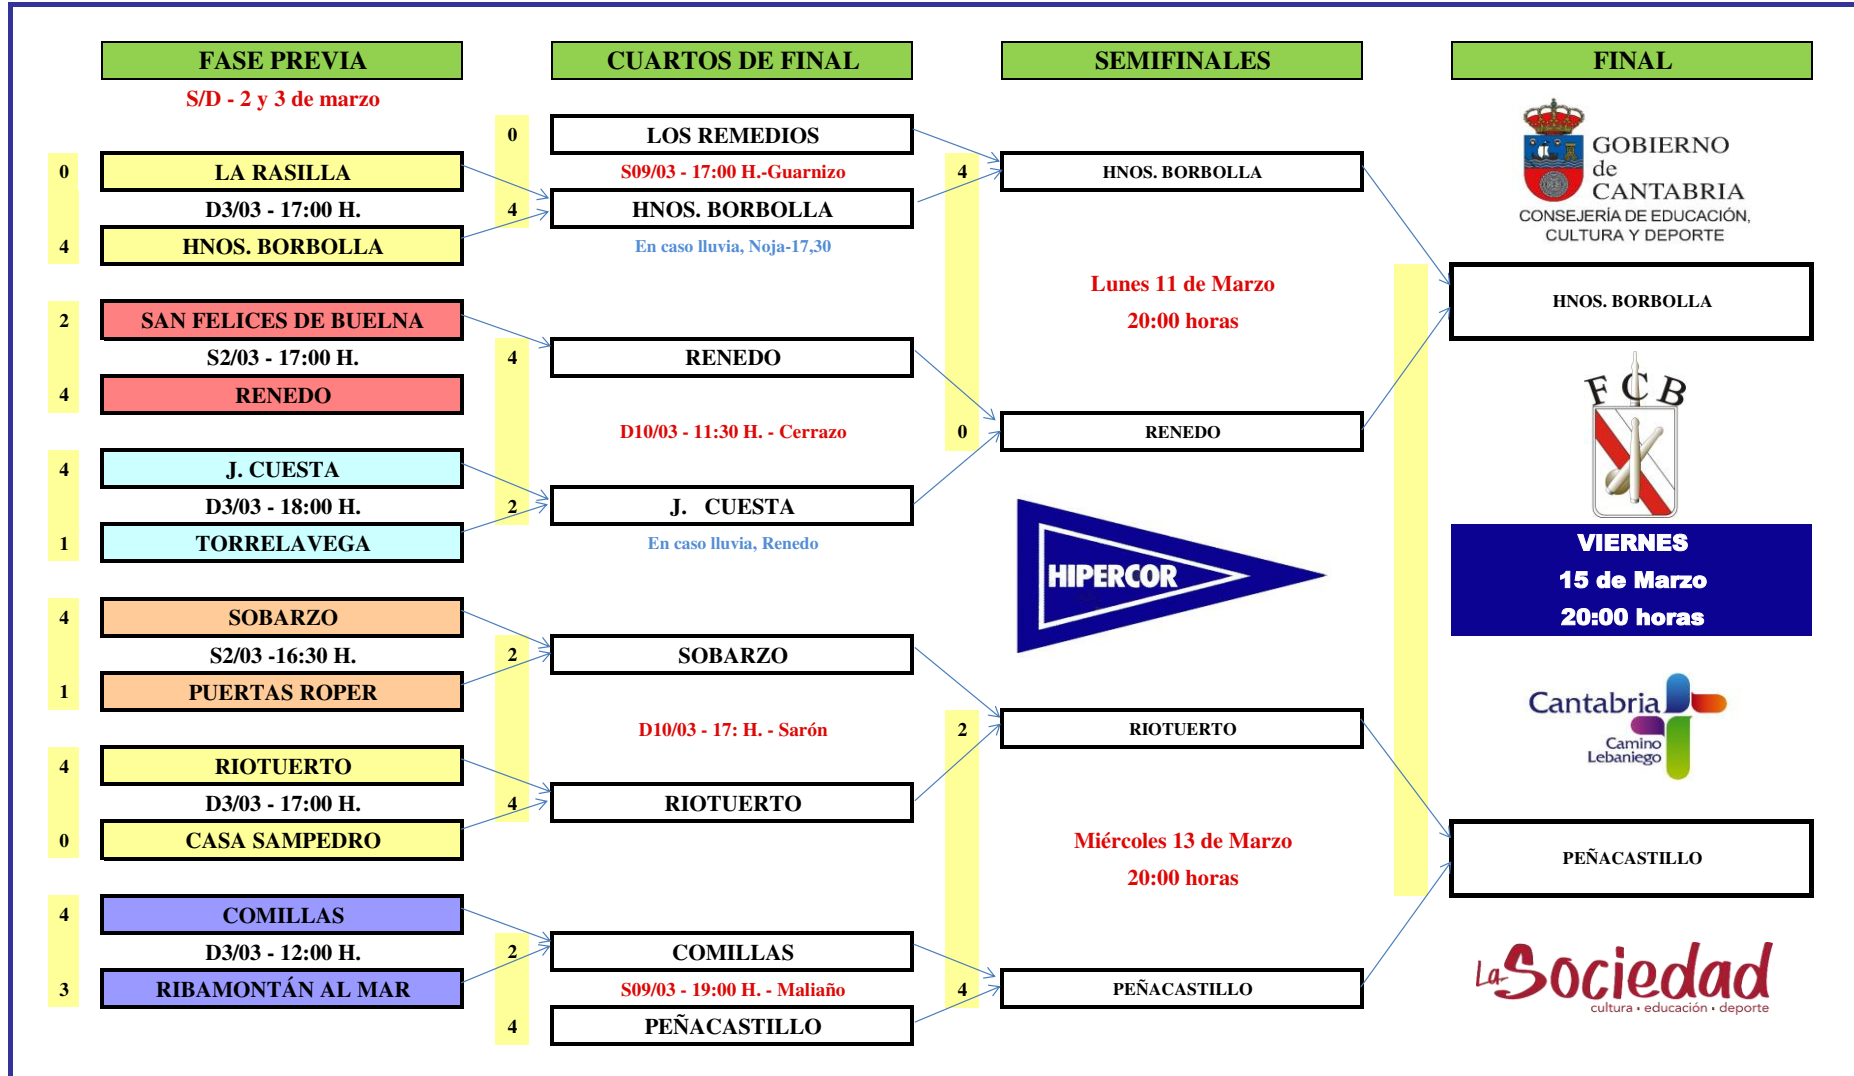 FASE PREVIA
S/D - 2 y 3 de marzo
0
LA RASILLA
D3/03 - 17:00 H.
4
HNOS. BORBOLLA
2
SAN FELICES DE BUELNA
S2/03 - 17:00 H.
4
RENEDO
4
J. CUESTA
D3/03 - 18:00 H.
1
TORRELAVEGA
4
SOBARZO
S2/03 -16:30 H.
1
PUERTAS ROPER
4
RIOTUERTO
D3/03 - 17:00 H.
0
CASA SAMPEDRO
4
COMILLAS
D3/03 - 12:00 H.
3
RIBAMONTÁN AL MAR
CUARTOS DE FINAL
0
LOS REMEDIOS
S09/03 - 17:00 H.-Guarnizo
4
HNOS. BORBOLLA
En caso lluvia, Noja-17,30
4
RENEDO
D10/03 - 11:30 H. - Cerrazo
2
J. CUESTA
En caso lluvia, Renedo
2
SOBARZO
D10/03 - 17: H. - Sarón
4
RIOTUERTO
2
COMILLAS
S09/03 - 19:00 H. - Maliaño
4
PEÑACASTILLO
SEMIFINALES
4
HNOS. BORBOLLA
Lunes 11 de Marzo
20:00 horas
0
RENEDO
HIPERCOR
2
RIOTUERTO
Miércoles 13 de Marzo
20:00 horas
4
PEÑACASTILLO
FINAL
GOBIERNO
de
CANTABRIA
CONSEJERÍA DE EDUCACIÓN,
CULTURA Y DEPORTE
HNOS. BORBOLLA
FCB
VIERNES
15 de Marzo
20:00 horas
Cantabria
Camino
Lebaniego
PEÑACASTILLO
La Sociedad
cultura • educación • deporte